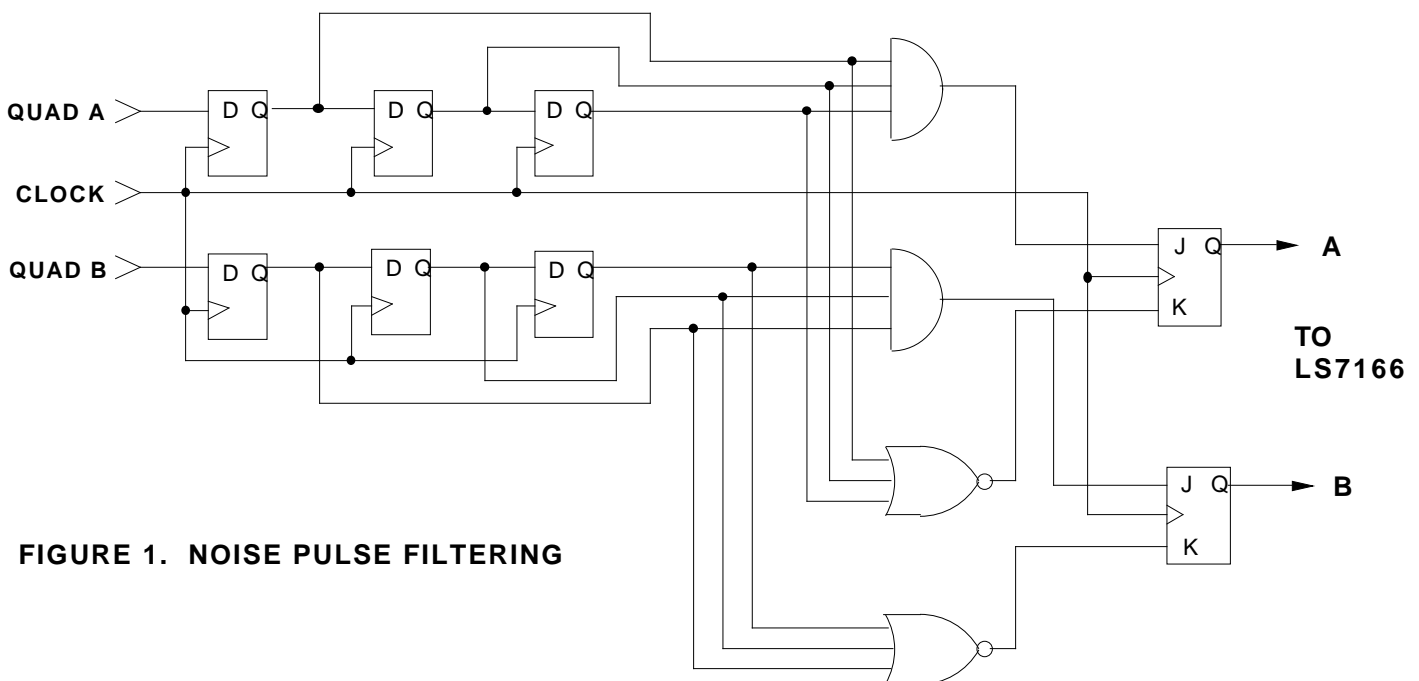 QUAD A
D Q
D Q
D Q
CLOCK
QUAD B
D Q
D Q
D Q
J Q
K
A
TO
LS7166
J Q
K
B
FIGURE 1. NOISE PULSE FILTERING